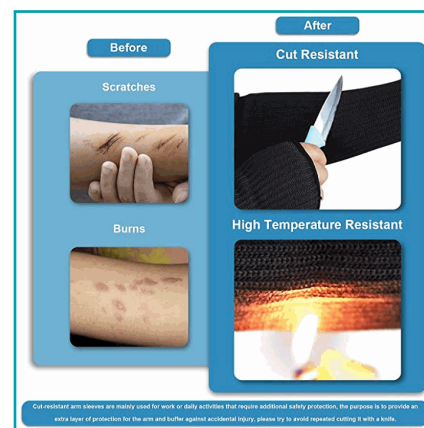 Before
After
Scratches
Cut Resistant
Burns
High Temperature Resistant
Cut-resistant arm sleeves are mainly used for work or daily activities that require additional safety protection, the purpose is to provide an
extra layer of protection for the arm and buffer against accidental injury, please try to avoid repeated cutting it with a knife.